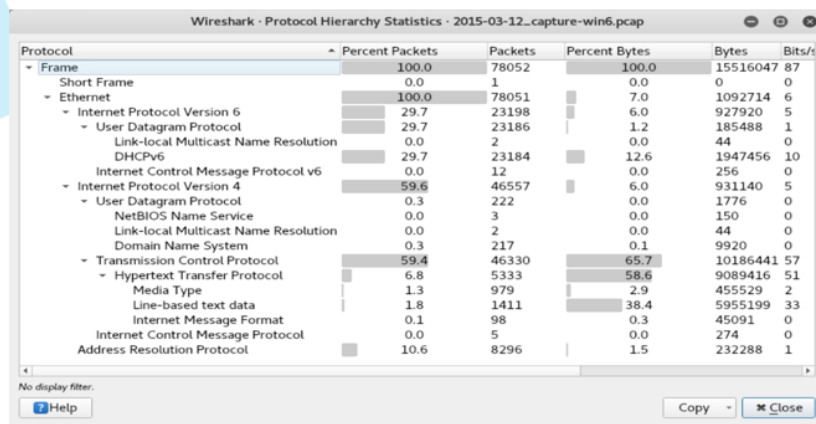 Wireshark · Protocol Hierarchy Statistics · 2015-03-12_capture-win6.pcap
Protocol Percent Packets Packets Percent Bytes Bytes Bits/s
Frame 100.0 78052 100.0 15516047 87
Short Frame 0.0 1 0.0 0 0
Ethernet 100.0 78051 7.0 1092714 6
Internet Protocol Version 6 29.7 23198 6.0 927920 5
User Datagram Protocol 29.7 23186 1.2 185488 1
Link-local Multicast Name Resolution 0.0 2 0.0 44 0
DHCPv6 29.7 23184 12.6 1947456 10
Internet Control Message Protocol v6 0.0 12 0.0 256 0
Internet Protocol Version 4 59.6 46557 6.0 931140 5
User Datagram Protocol 0.3 222 0.0 1776 0
NetBIOS Name Service 0.0 3 0.0 150 0
Link-local Multicast Name Resolution 0.0 2 0.0 44 0
Domain Name System 0.3 217 0.1 9920 0
Transmission Control Protocol 59.4 46330 65.7 10186441 57
Hypertext Transfer Protocol 6.8 5333 58.6 9089416 51
Media Type 1.3 979 2.9 455529 2
Line-based text data 1.8 1411 38.4 5955199 33
Internet Message Format 0.1 98 0.3 45091 0
Internet Control Message Protocol 0.0 5 0.0 274 0
Address Resolution Protocol 10.6 8296 1.5 232288 1
No display filter.
Help Copy Close